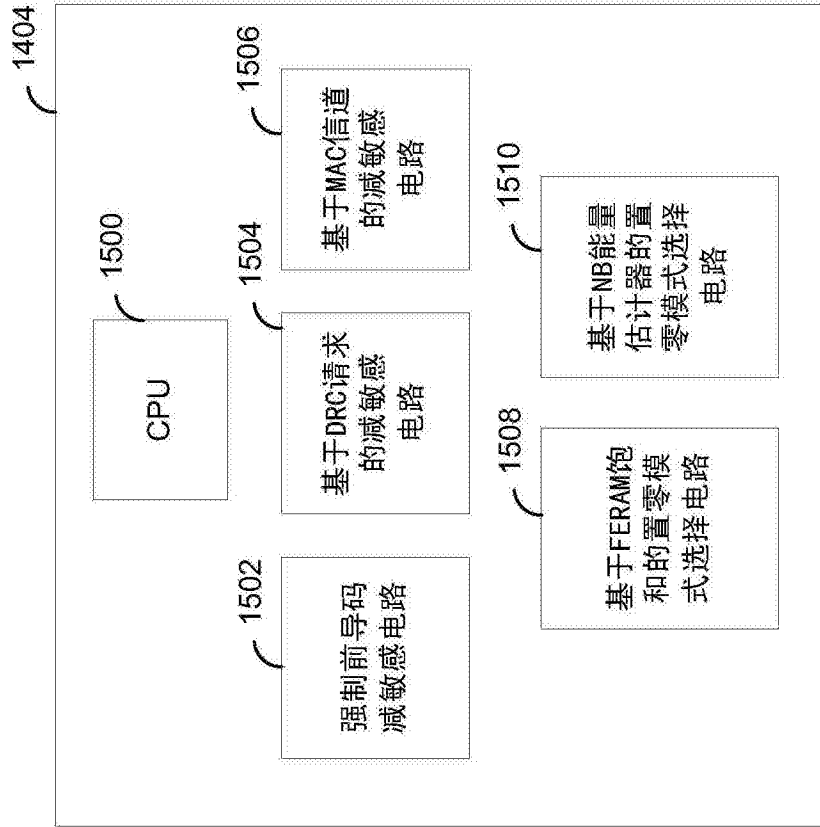 1404
1500
CPU
1502
强制前导码
减敏感电路
1504
基于DRC请求
的减敏感
电路
1506
基于MAC信道
的减敏感
电路
1508
基于FERAM饱
和的置零模
式选择电路
1510
基于NB能量
估计器的置
零模式选择
电路